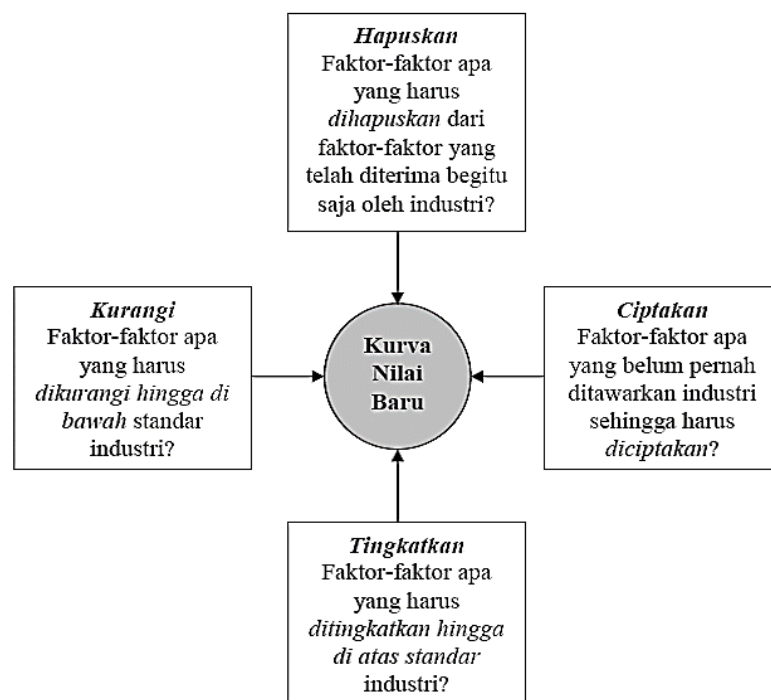 Hapuskan
Faktor-faktor apa
yang harus
dihapuskan dari
faktor-faktor yang
telah diterima begitu
saja oleh industri?
Kurangi
Faktor-faktor apa
yang harus
dikurangi hingga di
bawah standar
industri?
Kurva
Nilai
Baru
Ciptakan
Faktor-faktor apa
yang belum pernah
ditawarkan industri
sehingga harus
diciptakan?
Tingkatkan
Faktor-faktor apa
yang harus
ditingkatkan hingga
di atas standar
industri?